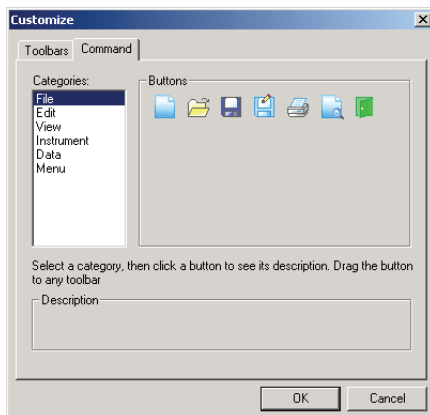 Customize
Toolbars Command
Categories: Buttons
File
Edit
View
Instrument
Data
Menu
Select a category, then click a button to see its description. Drag the button
to any toolbar
Description
OK Cancel